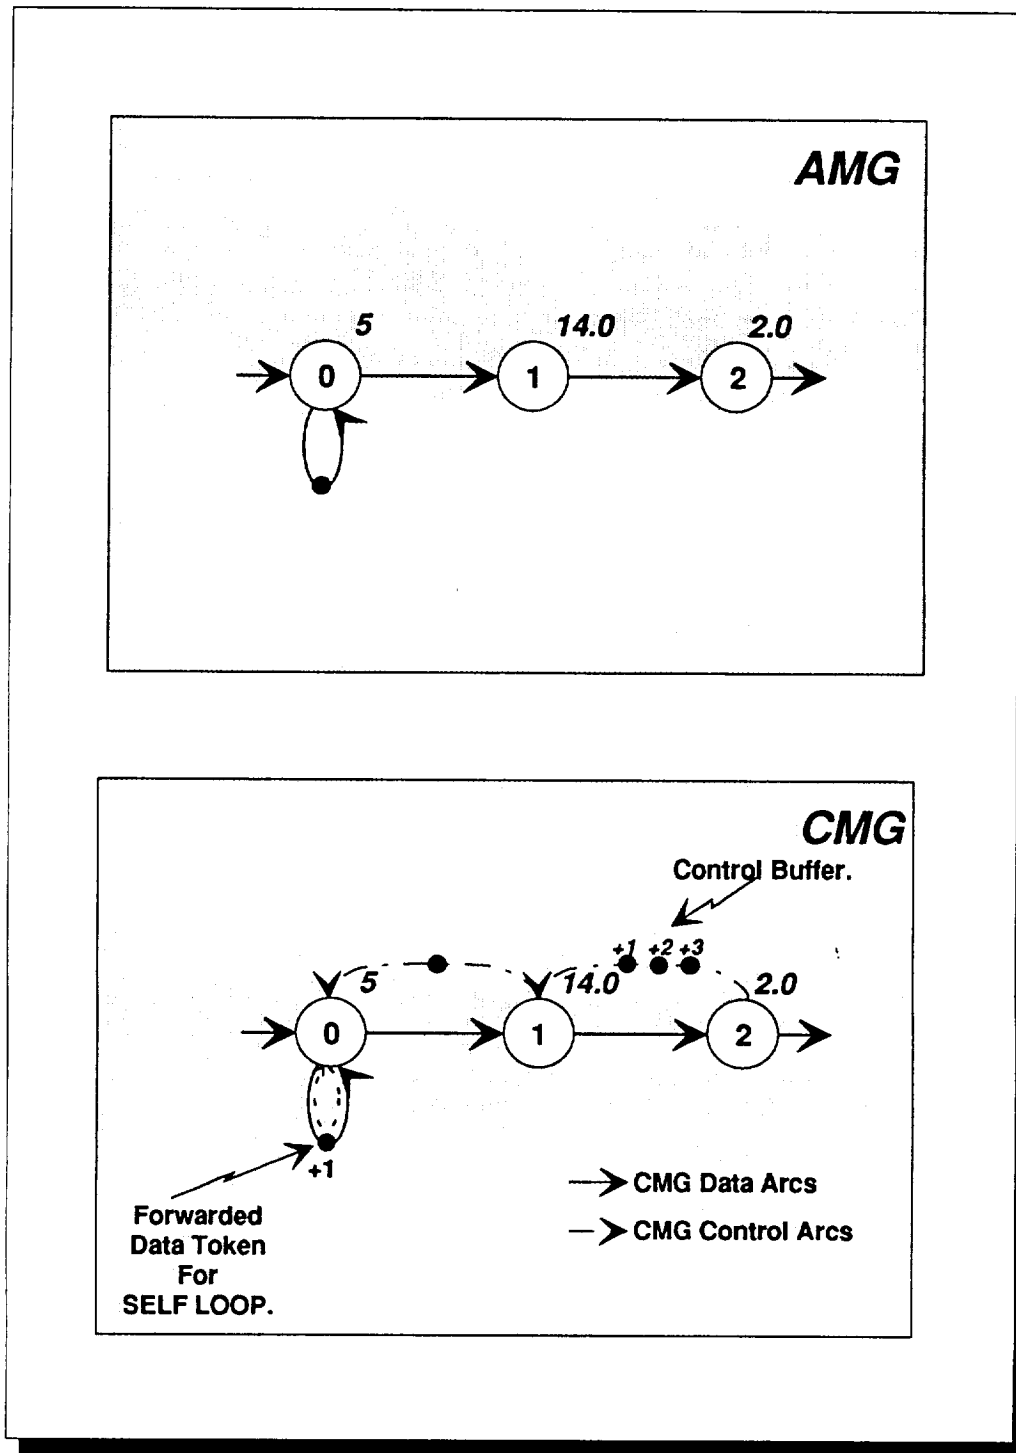 AMG
5 14.0 2.0
0 1 2
CMG
Control Buffer.
+1 +2 +3
5 14.0 2.0
0 1 2
+1
CMG Data Arcs
CMG Control Arcs
Forwarded
Data Token
For
SELF LOOP.